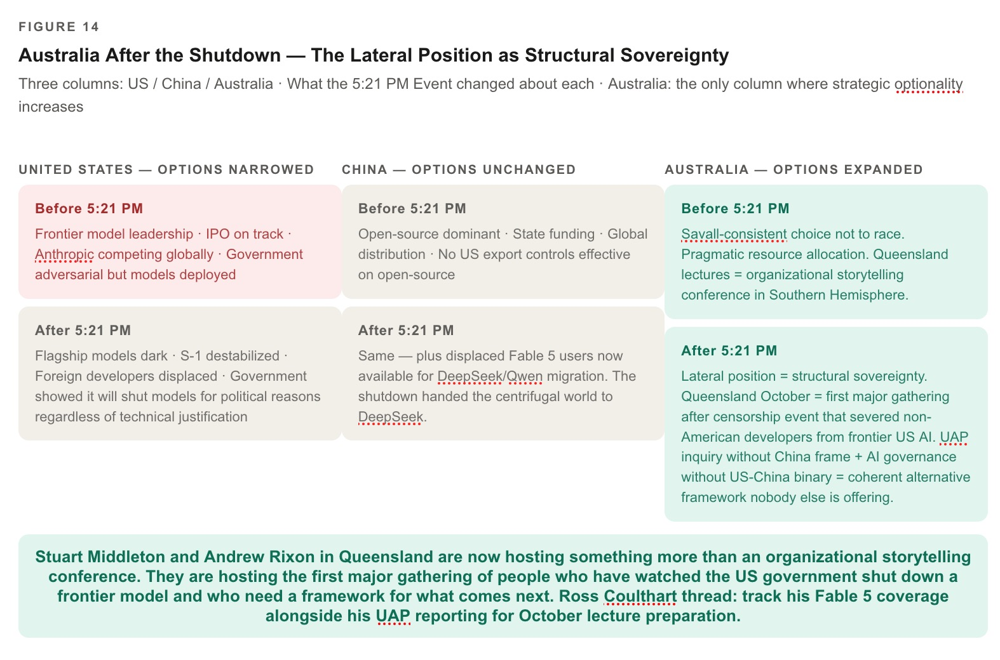 FIGURE 14
Australia After the Shutdown — The Lateral Position as Structural Sovereignty
Three columns: US / China / Australia · What the 5:21 PM Event changed about each · Australia: the only column where strategic optionality
increases
UNITED STATES — OPTIONS NARROWED
Before 5:21 PM
Frontier model leadership · IPO on track ·
Anthropic competing globally · Government
adversarial but models deployed
After 5:21 PM
Flagship models dark · S-1 destabilized ·
Foreign developers displaced · Government
showed it will shut models for political reasons
regardless of technical justification
CHINA — OPTIONS UNCHANGED
Before 5:21 PM
Open-source dominant · State funding · Global
distribution · No US export controls effective
on open-source
After 5:21 PM
Same — plus displaced Fable 5 users now
available for DeepSeek/Qwen migration. The
shutdown handed the centrifugal world to
DeepSeek.
AUSTRALIA — OPTIONS EXPANDED
Before 5:21 PM
Savall-consistent choice not to race.
Pragmatic resource allocation. Queensland
lectures = organizational storytelling
conference in Southern Hemisphere.
After 5:21 PM
Lateral position = structural sovereignty.
Queensland October = first major gathering
after censorship event that severed non-
American developers from frontier US AI. UAP
inquiry without China frame + AI governance
without US-China binary = coherent alternative
framework nobody else is offering.
Stuart Middleton and Andrew Rixon in Queensland are now hosting something more than an organizational storytelling
conference. They are hosting the first major gathering of people who have watched the US government shut down a
frontier model and who need a framework for what comes next. Ross Coulthart thread: track his Fable 5 coverage
alongside his UAP reporting for October lecture preparation.